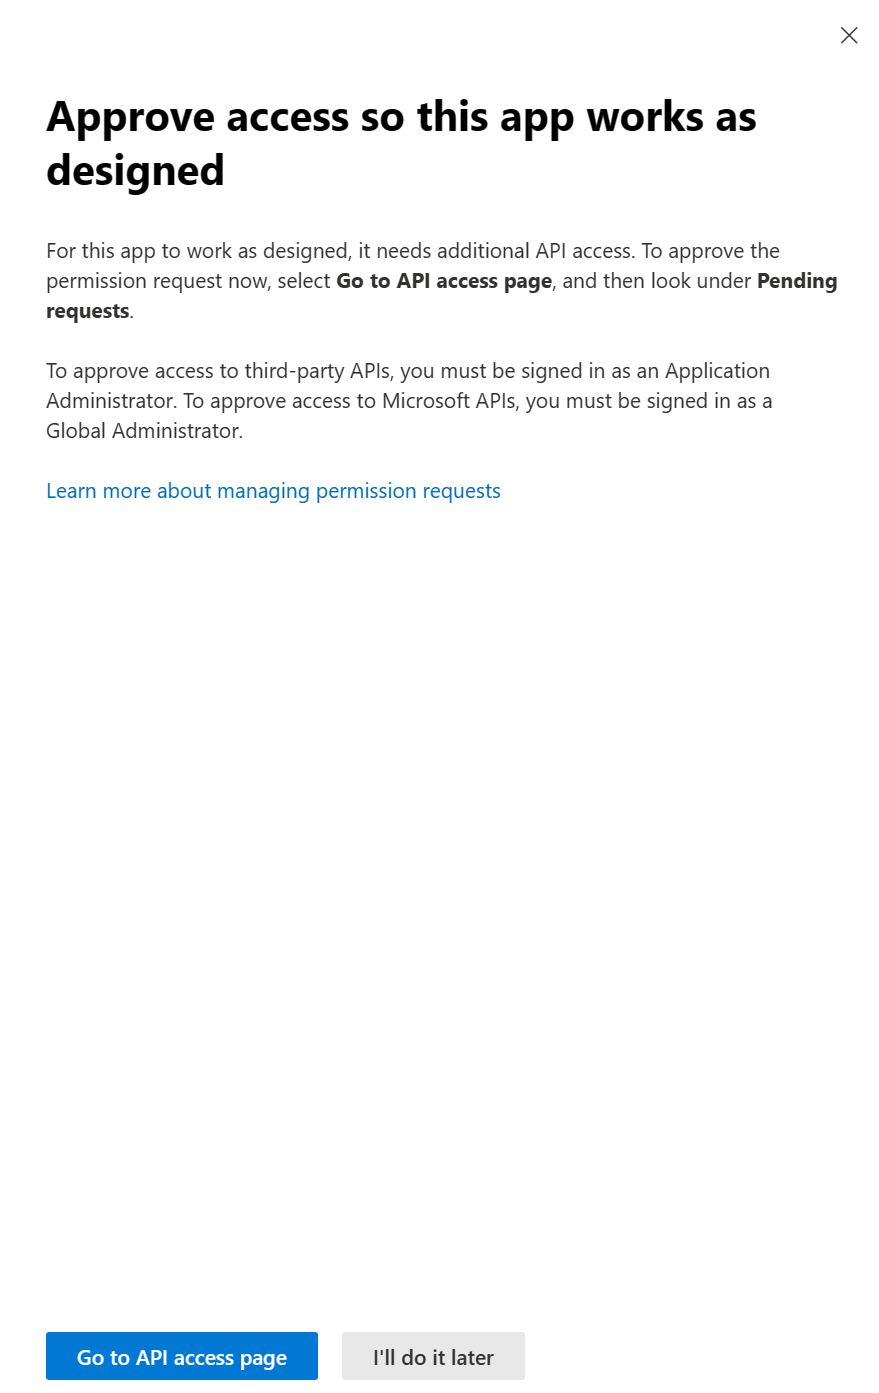 Approve access so this app works as
designed
For this app to work as designed, it needs additional API access. To approve the
permission request now, select Go to API access page, and then look under Pending
requests.
To approve access to third-party APIs, you must be signed in as an Application
Administrator. To approve access to Microsoft APIs, you must be signed in as a
Global Administrator.
Learn more about managing permission requests
Go to API access page
I'll do it later